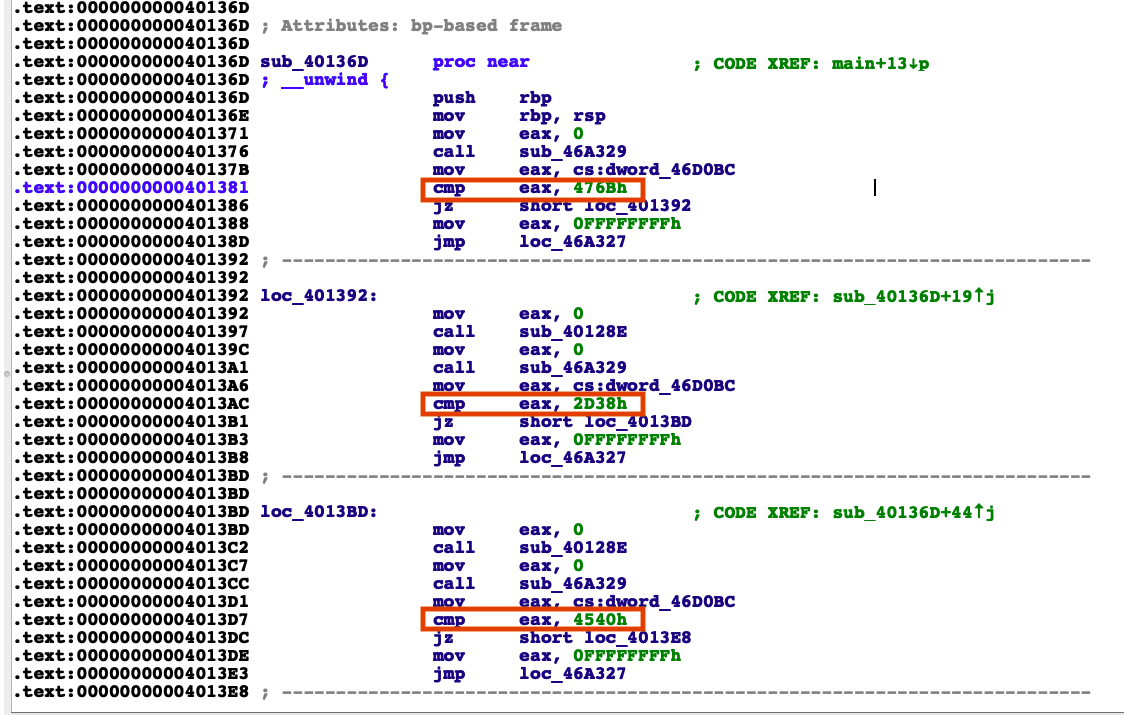 .text:000000000040136D
.text:000000000040136D ; Attributes: bp-based frame
.text:000000000040136D
.text:000000000040136D sub_40136D proc near ; CODE XREF: main+13↓p
.text:000000000040136D ; __unwind {
.text:000000000040136D push rbp
.text:000000000040136E mov rbp, rsp
.text:0000000000401371 mov eax, 0
.text:0000000000401376 call sub_46A329
.text:000000000040137B mov eax, cs:dword_46D0BC
.text:0000000000401381 cmp eax, 476Bh
.text:0000000000401386 jz short loc_401392
.text:0000000000401388 mov eax, 0FFFFFFFFh
.text:000000000040138D jmp loc_46A327
.text:0000000000401392 ; ---------------------------------------------------------------------------
.text:0000000000401392
.text:0000000000401392 loc_401392: ; CODE XREF: sub_40136D+19↑j
.text:0000000000401392 mov eax, 0
.text:0000000000401397 call sub_40128E
.text:000000000040139C mov eax, 0
.text:00000000004013A1 call sub_46A329
.text:00000000004013A6 mov eax, cs:dword_46D0BC
.text:00000000004013AC cmp eax, 2D38h
.text:00000000004013B1 jz short loc_4013BD
.text:00000000004013B3 mov eax, 0FFFFFFFFh
.text:00000000004013B8 jmp loc_46A327
.text:00000000004013BD ; ---------------------------------------------------------------------------
.text:00000000004013BD
.text:00000000004013BD loc_4013BD: ; CODE XREF: sub_40136D+44↑j
.text:00000000004013BD mov eax, 0
.text:00000000004013C2 call sub_40128E
.text:00000000004013C7 mov eax, 0
.text:00000000004013CC call sub_46A329
.text:00000000004013D1 mov eax, cs:dword_46D0BC
.text:00000000004013D7 cmp eax, 4540h
.text:00000000004013DC jz short loc_4013E8
.text:00000000004013DE mov eax, 0FFFFFFFFh
.text:00000000004013E3 jmp loc_46A327
.text:00000000004013E8 ; ---------------------------------------------------------------------------